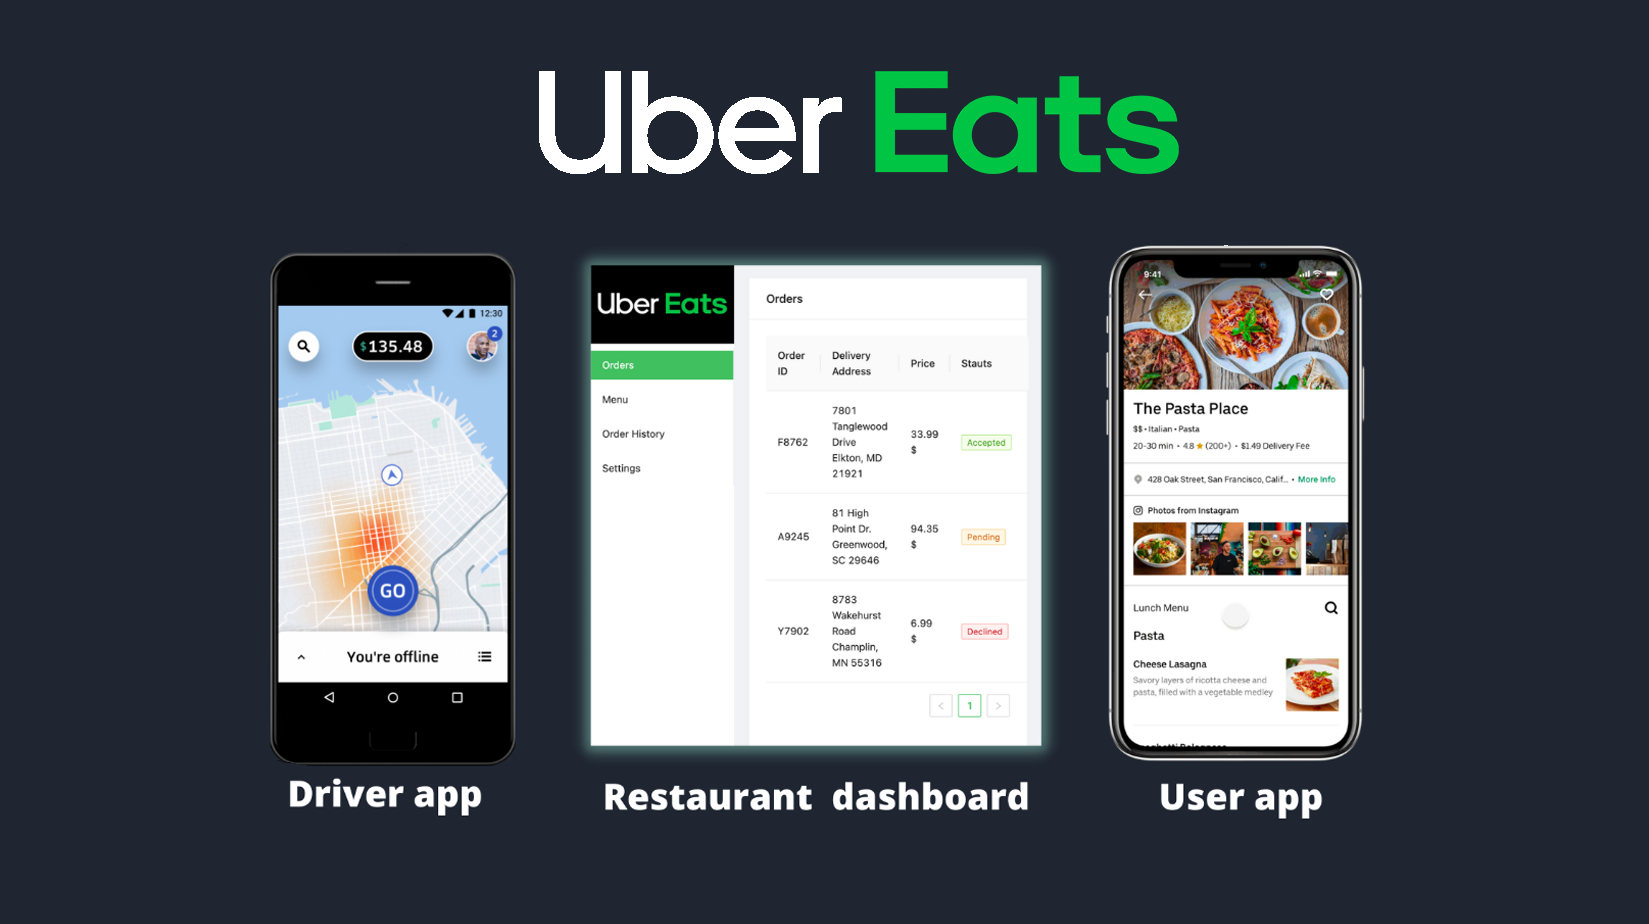 Uber Eats
12:30
$135.48
2
GO
You're offline
Driver app
Uber Eats
Orders
Menu
Order History
Settings
Orders
Order
ID
Delivery
Address
Price
Stauts
F8762
7801
Tanglewood
Drive
Elkton, MD
21921
33.99
$
Accepted
A9245
81 High
Point Dr.
Greenwood,
SC 29646
94.35
$
Pending
Y7902
8783
Wakehurst
Road
Champlin,
MN 55316
6.99
$
Declined
< 1 >
Restaurant dashboard
9:41
The Pasta Place
$$ • Italian • Pasta
20-30 min • 4.8 ★ (200+) • $1.49 Delivery Fee
428 Oak Street, San Francisco, Calif... • More Info
Photos from Instagram
Lunch Menu
Pasta
Cheese Lasagna
Savory layers of ricotta cheese and
pasta, filled with a vegetable medley
User app